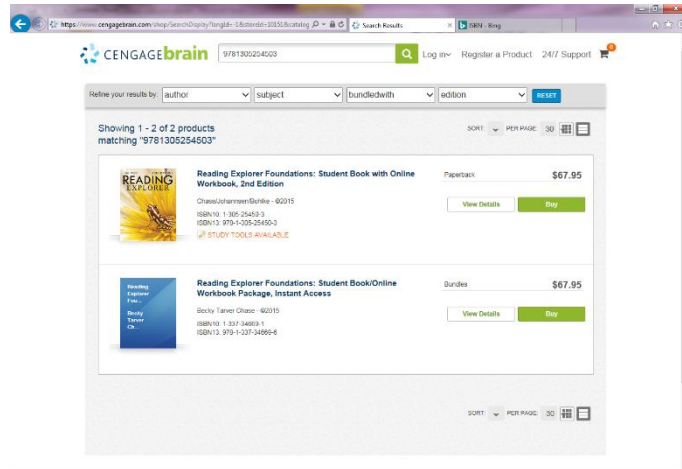 https://www.cengagebrain.com/shop/
Search Results
ISBN - Bing
CENGAGEbrain
9781305254503
Log in
Register a Product
24/7 Support
0
Refine your results by:
author
subject
bundledwith
edition
RESET
Showing 1 - 2 of 2 products
matching "9781305254503"
SORT:
PER PAGE:
30
READING
EXPLORER
Reading Explorer Foundations: Student Book with Online
Workbook, 2nd Edition
Chase/Johannsen/Bohlke - ©2015
ISBN10: 1-305-25450-3
ISBN13: 978-1-305-25450-3
STUDY TOOLS AVAILABLE
Paperback
$67.95
View Details
Buy
Reading
Explorer
Fou...
Becky
Tarver
Ch...
Reading Explorer Foundations: Student Book/Online
Workbook Package, Instant Access
Becky Tarver Chase - ©2015
ISBN10: 1-337-34669-1
ISBN13: 978-1-337-34669-6
Bundles
$67.95
View Details
Buy
SORT:
PER PAGE:
30